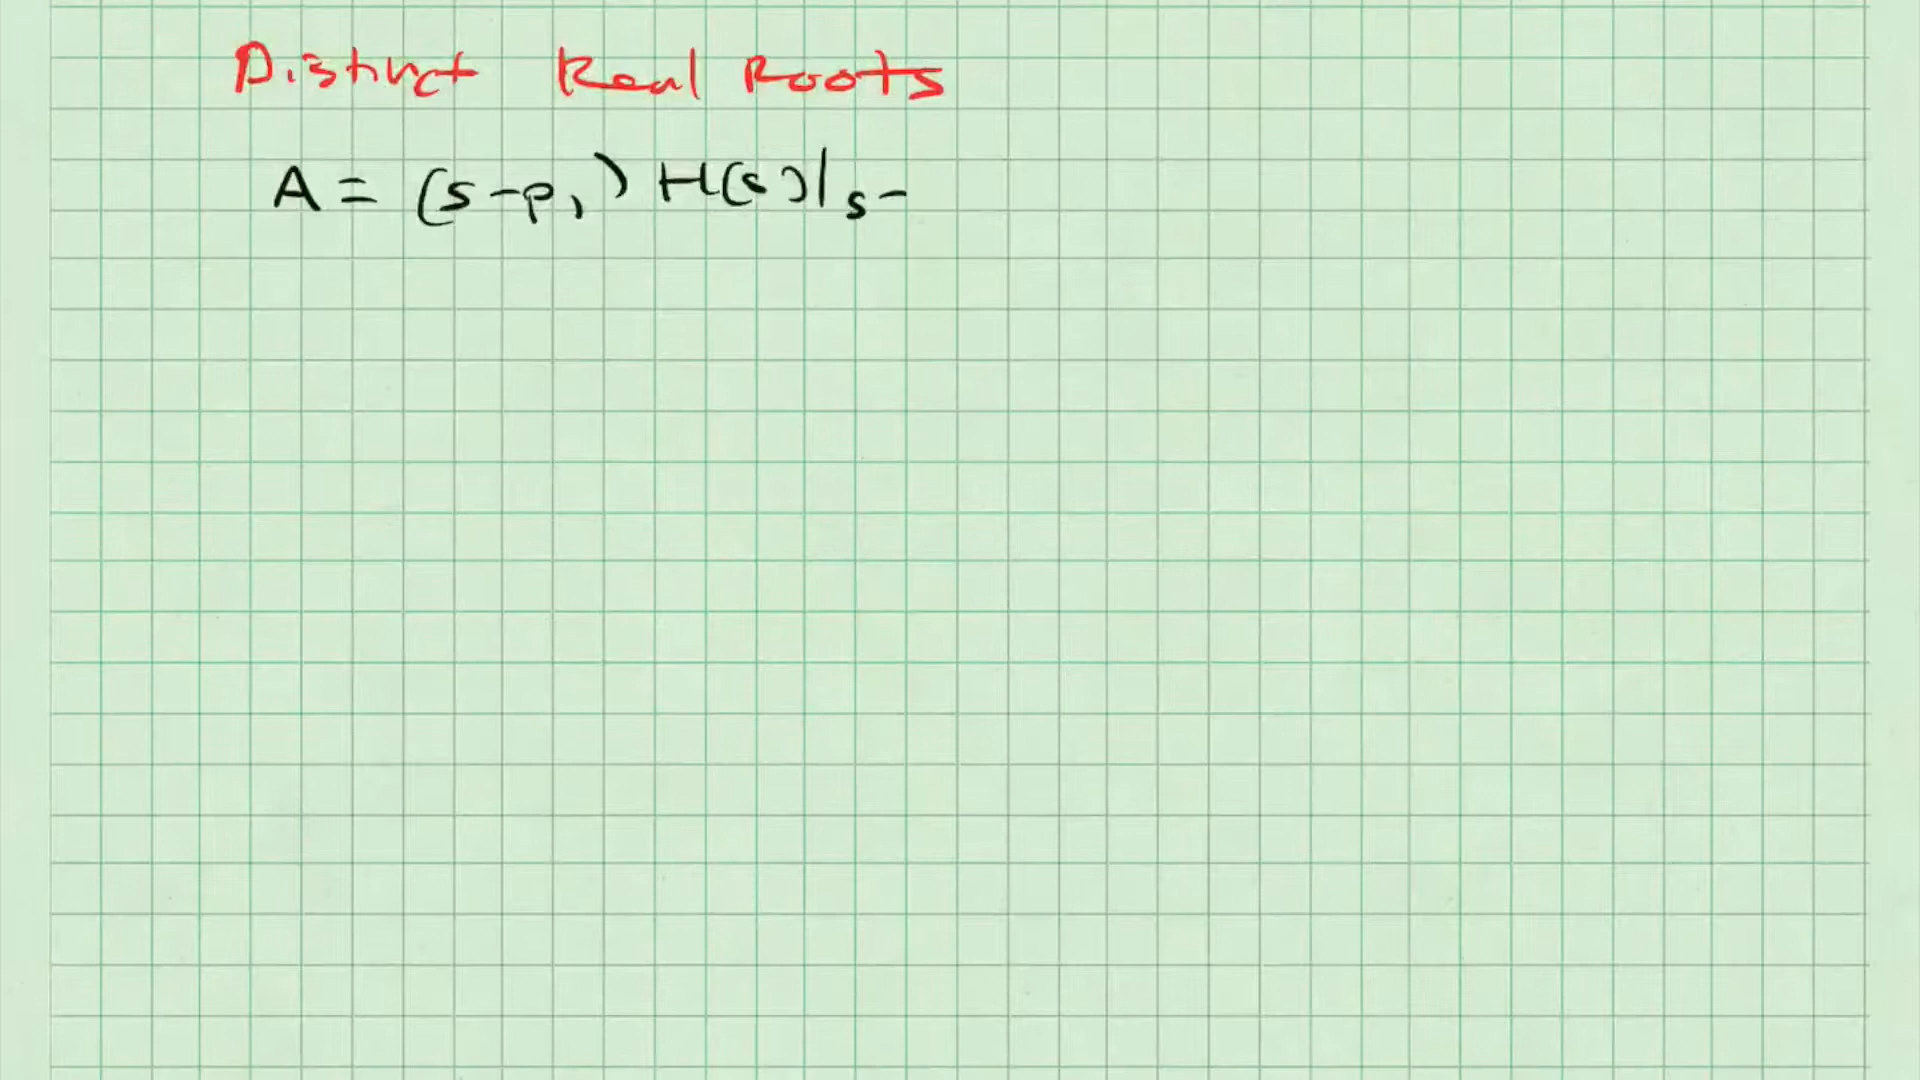 Distinct Real Roots
A = (s-p₁) H(s)|ₛ₋